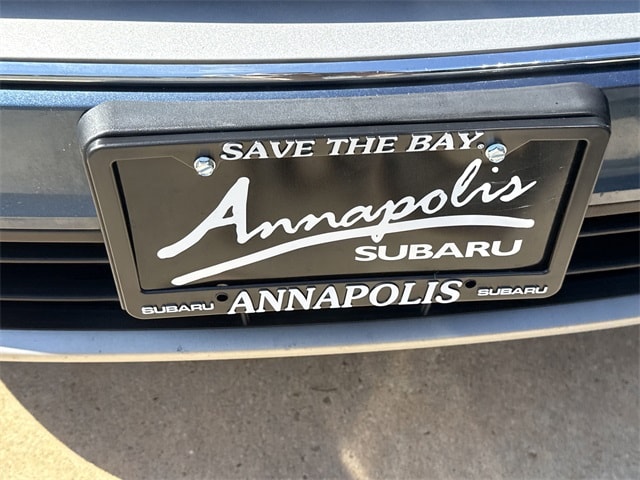 SAVE THE BAY.
Annapolis
SUBARU
SUBARU ANNAPOLIS SUBARU